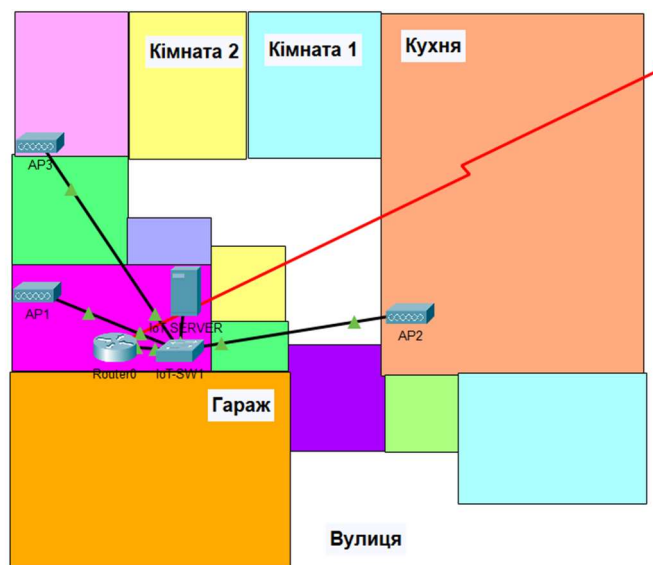 Кімната 2
Кімната 1
Кухня
AP3
AP1
IoT-SERVER
AP2
Router0
IoT-SW1
Гараж
Вулиця